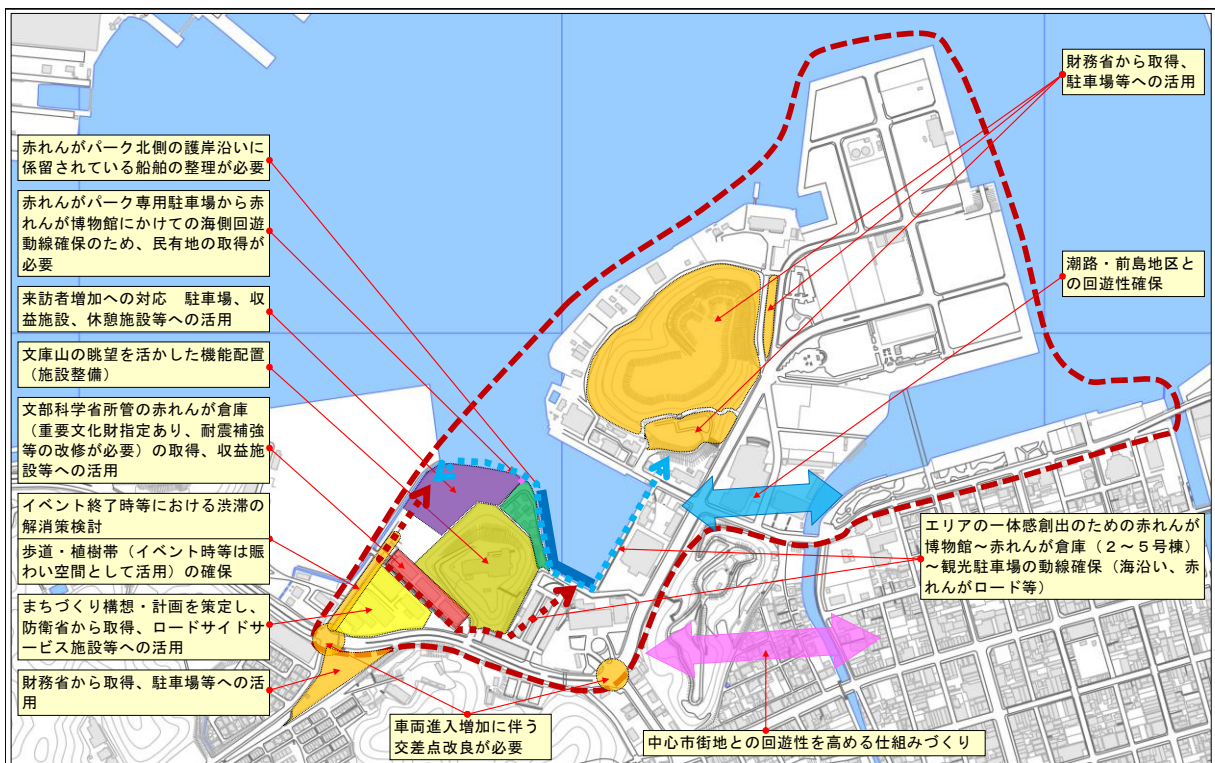 財務省から取得、
駐車場等への活用
赤れんがパーク北側の護岸沿いに
係留されている船舶の整理が必要
赤れんがパーク専用駐車場から赤
れんが博物館にかけての海側回遊
動線確保のため、民有地の取得が
必要
潮路・前島地区と
の回遊性確保
来訪者増加への対応　駐車場、収
益施設、休憩施設等への活用
文庫山の眺望を活かした機能配置
（施設整備）
文部科学省所管の赤れんが倉庫
（重要文化財指定あり、耐震補強
等の改修が必要）の取得、収益施
設等への活用
イベント終了時等における渋滞の
解消策検討
歩道・植樹帯（イベント時等は賑
わい空間として活用）の確保
エリアの一体感創出のための赤れんが
博物館～赤れんが倉庫（２～５号棟）
～観光駐車場の動線確保（海沿い、赤
れんがロード等）
まちづくり構想・計画を策定し、
防衛省から取得、ロードサイドサ
ービス施設等への活用
財務省から取得、駐車場等への活
用
車両進入増加に伴う
交差点改良が必要
中心市街地との回遊性を高める仕組みづくり